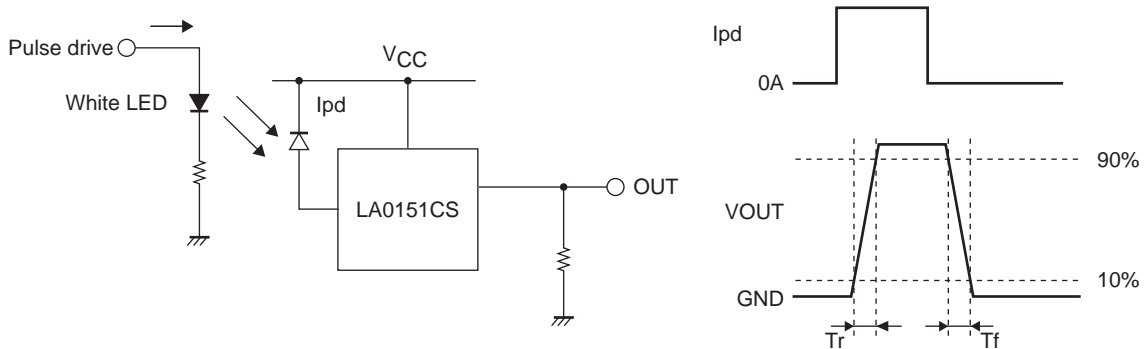 Pulse drive
White LED
VCC
Ipd
LA0151CS
OUT
Ipd
0A
90%
VOUT
10%
GND
Tr
Tf